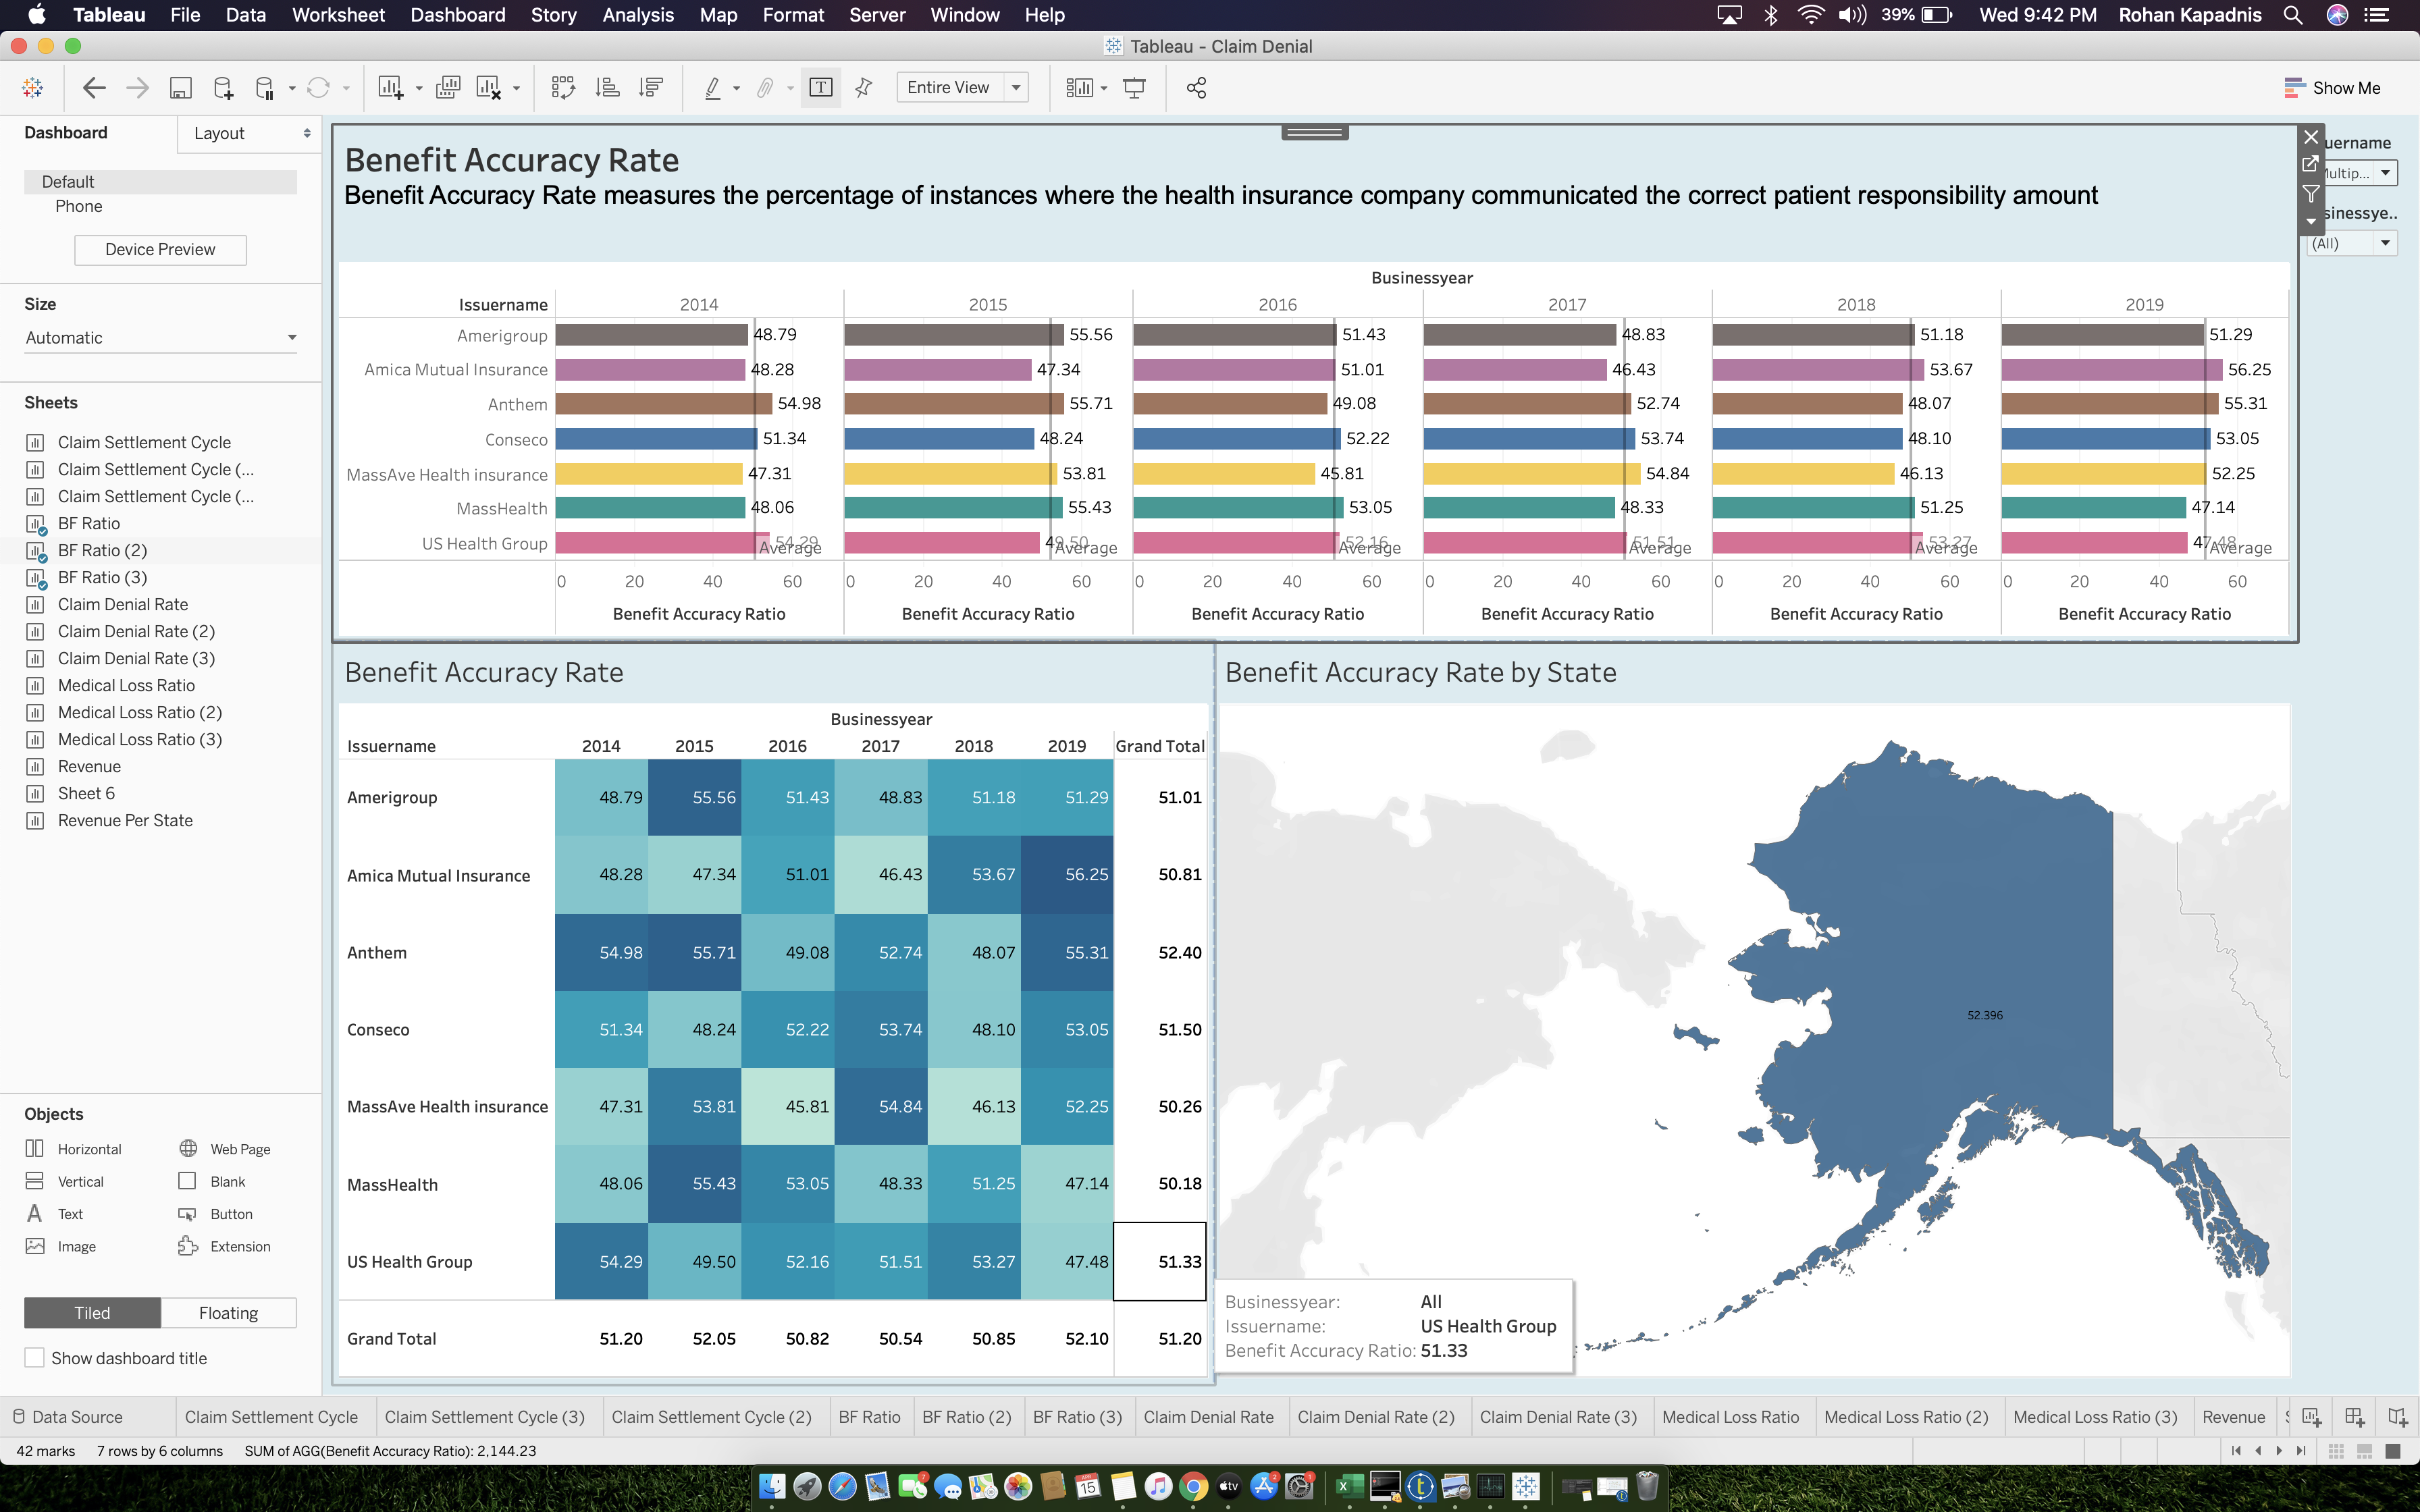 Tableau File Data Worksheet Dashboard Story Analysis Map Format Server Window Help 39% Wed 9:42 PM Rohan Kapadnis
Tableau - Claim Denial
Entire View Show Me
Dashboard Layout
Default
Phone
Device Preview
Size
Automatic
Sheets
Claim Settlement Cycle
Claim Settlement Cycle (...
Claim Settlement Cycle (...
BF Ratio
BF Ratio (2)
BF Ratio (3)
Claim Denial Rate
Claim Denial Rate (2)
Claim Denial Rate (3)
Medical Loss Ratio
Medical Loss Ratio (2)
Medical Loss Ratio (3)
Revenue
Sheet 6
Revenue Per State
Objects
Horizontal Web Page
Vertical Blank
Text Button
Image Extension
Tiled Floating
Show dashboard title
Benefit Accuracy Rate
Benefit Accuracy Rate measures the percentage of instances where the health insurance company communicated the correct patient responsibility amount
uername
Multip...
sinessye..
(All)
Businessyear
Issuername 2014 2015 2016 2017 2018 2019
Amerigroup 48.79 55.56 51.43 48.83 51.18 51.29
Amica Mutual Insurance 48.28 47.34 51.01 46.43 53.67 56.25
Anthem 54.98 55.71 49.08 52.74 48.07 55.31
Conseco 51.34 48.24 52.22 53.74 48.10 53.05
MassAve Health insurance 47.31 53.81 45.81 54.84 46.13 52.25
MassHealth 48.06 55.43 53.05 48.33 51.25 47.14
US Health Group 54.29 49.50 52.16 51.51 53.27 47.48
Average Average Average Average Average Average
0 20 40 60 0 20 40 60 0 20 40 60 0 20 40 60 0 20 40 60 0 20 40 60
Benefit Accuracy Ratio Benefit Accuracy Ratio Benefit Accuracy Ratio Benefit Accuracy Ratio Benefit Accuracy Ratio Benefit Accuracy Ratio
Benefit Accuracy Rate
Businessyear
Issuername 2014 2015 2016 2017 2018 2019 Grand Total
Amerigroup 48.79 55.56 51.43 48.83 51.18 51.29 51.01
Amica Mutual Insurance 48.28 47.34 51.01 46.43 53.67 56.25 50.81
Anthem 54.98 55.71 49.08 52.74 48.07 55.31 52.40
Conseco 51.34 48.24 52.22 53.74 48.10 53.05 51.50
MassAve Health insurance 47.31 53.81 45.81 54.84 46.13 52.25 50.26
MassHealth 48.06 55.43 53.05 48.33 51.25 47.14 50.18
US Health Group 54.29 49.50 52.16 51.51 53.27 47.48 51.33
Grand Total 51.20 52.05 50.82 50.54 50.85 52.10 51.20
Benefit Accuracy Rate by State
52.396
Businessyear: All
Issuername: US Health Group
Benefit Accuracy Ratio: 51.33
Data Source Claim Settlement Cycle Claim Settlement Cycle (3) Claim Settlement Cycle (2) BF Ratio BF Ratio (2) BF Ratio (3) Claim Denial Rate Claim Denial Rate (2) Claim Denial Rate (3) Medical Loss Ratio Medical Loss Ratio (2) Medical Loss Ratio (3) Revenue
42 marks 7 rows by 6 columns SUM of AGG(Benefit Accuracy Ratio): 2,144.23
APR
15
tv